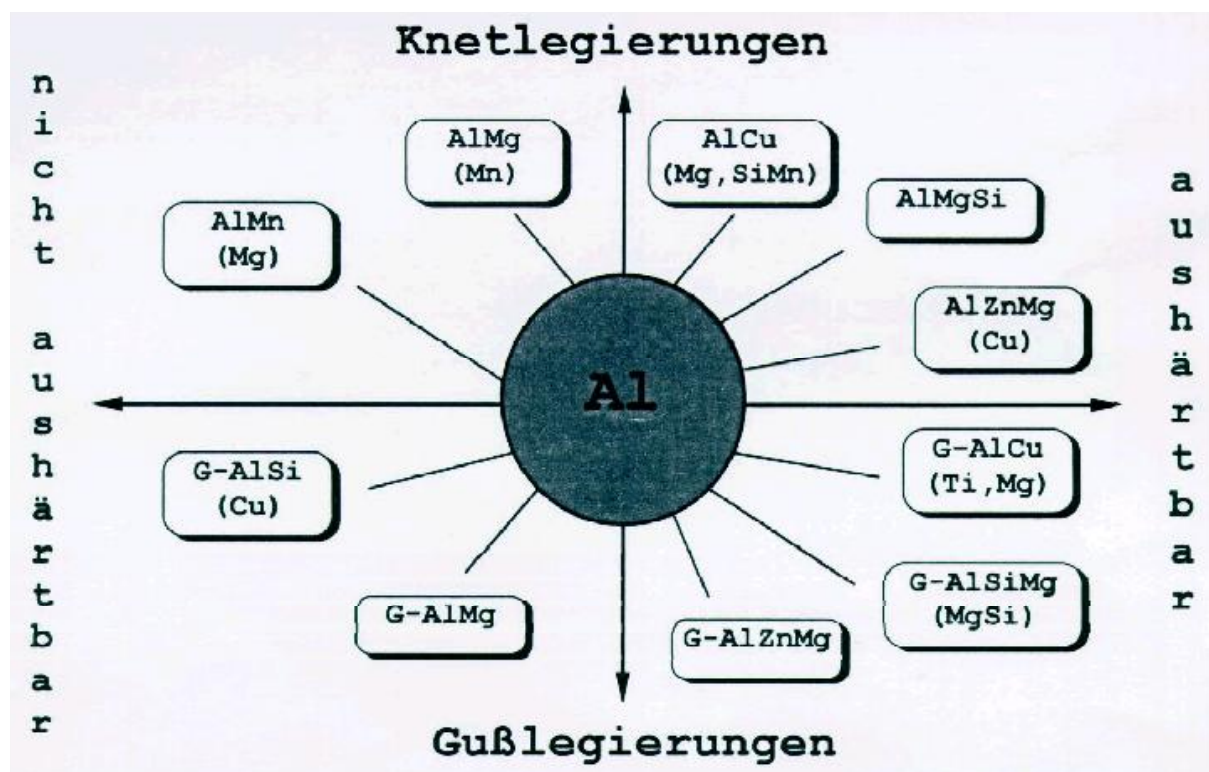 Knetlegierungen
nicht aushärtbar
aushärtbar
AlMg
(Mn)
AlCu
(Mg,SiMn)
AlMn
(Mg)
AlMgSi
AlZnMg
(Cu)
Al
G-AlSi
(Cu)
G-AlCu
(Ti,Mg)
G-AlMg
G-AlZnMg
G-AlSiMg
(MgSi)
Gußlegierungen